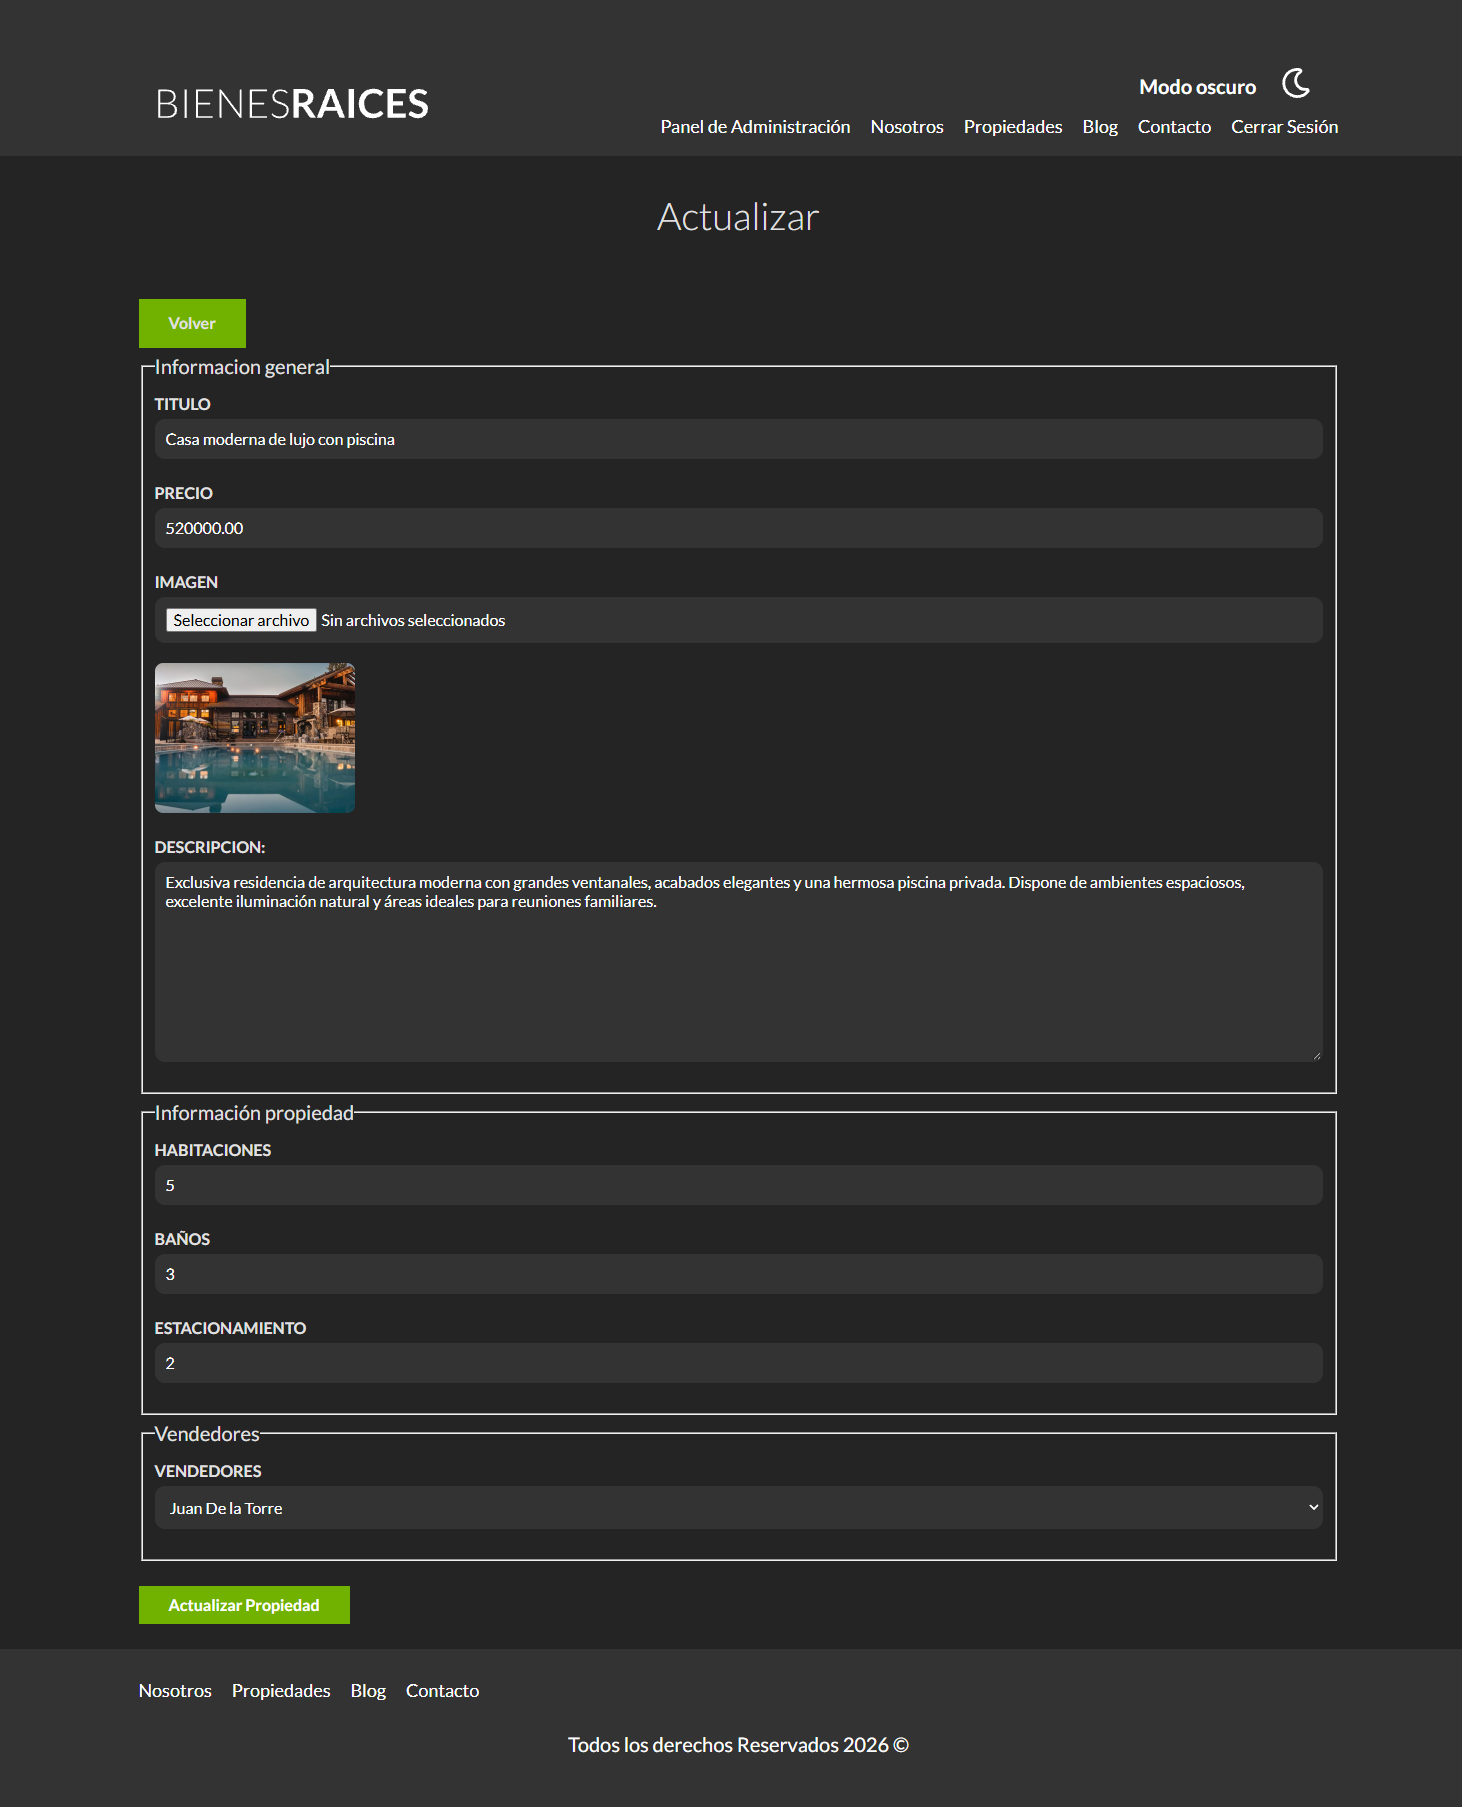 BIENESRAICES
Modo oscuro
Panel de Administración Nosotros Propiedades Blog Contacto Cerrar Sesión
Actualizar
Volver
Informacion general
TITULO
Casa moderna de lujo con piscina
PRECIO
520000.00
IMAGEN
Seleccionar archivo Sin archivos seleccionados
DESCRIPCION:
Exclusiva residencia de arquitectura moderna con grandes ventanales, acabados elegantes y una hermosa piscina privada. Dispone de ambientes espaciosos,
excelente iluminación natural y áreas ideales para reuniones familiares.
Información propiedad
HABITACIONES
5
BAÑOS
3
ESTACIONAMIENTO
2
Vendedores
VENDEDORES
Juan De la Torre
Actualizar Propiedad
Nosotros Propiedades Blog Contacto
Todos los derechos Reservados 2026 ©